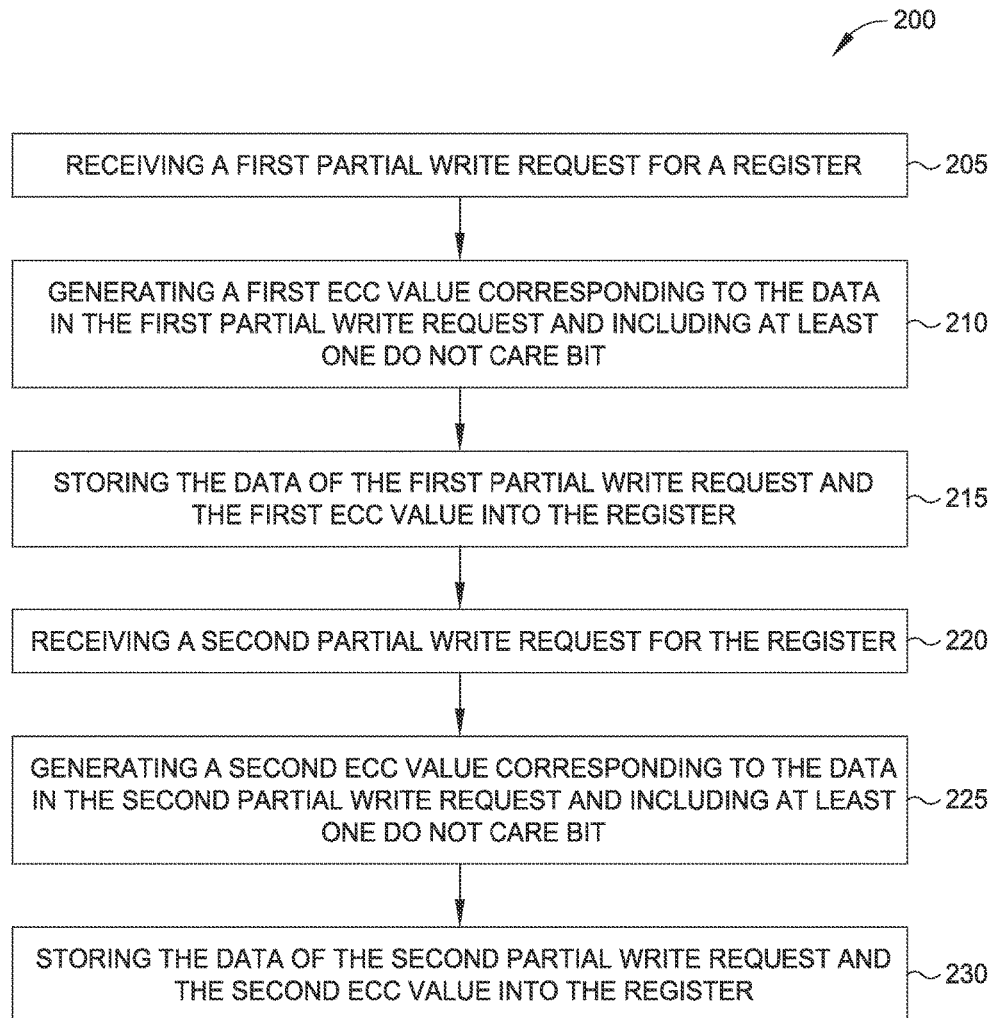 200
RECEIVING A FIRST PARTIAL WRITE REQUEST FOR A REGISTER
205
GENERATING A FIRST ECC VALUE CORRESPONDING TO THE DATA
IN THE FIRST PARTIAL WRITE REQUEST AND INCLUDING AT LEAST
ONE DO NOT CARE BIT
210
STORING THE DATA OF THE FIRST PARTIAL WRITE REQUEST AND
THE FIRST ECC VALUE INTO THE REGISTER
215
RECEIVING A SECOND PARTIAL WRITE REQUEST FOR THE REGISTER
220
GENERATING A SECOND ECC VALUE CORRESPONDING TO THE DATA
IN THE SECOND PARTIAL WRITE REQUEST AND INCLUDING AT LEAST
ONE DO NOT CARE BIT
225
STORING THE DATA OF THE SECOND PARTIAL WRITE REQUEST AND
THE SECOND ECC VALUE INTO THE REGISTER
230